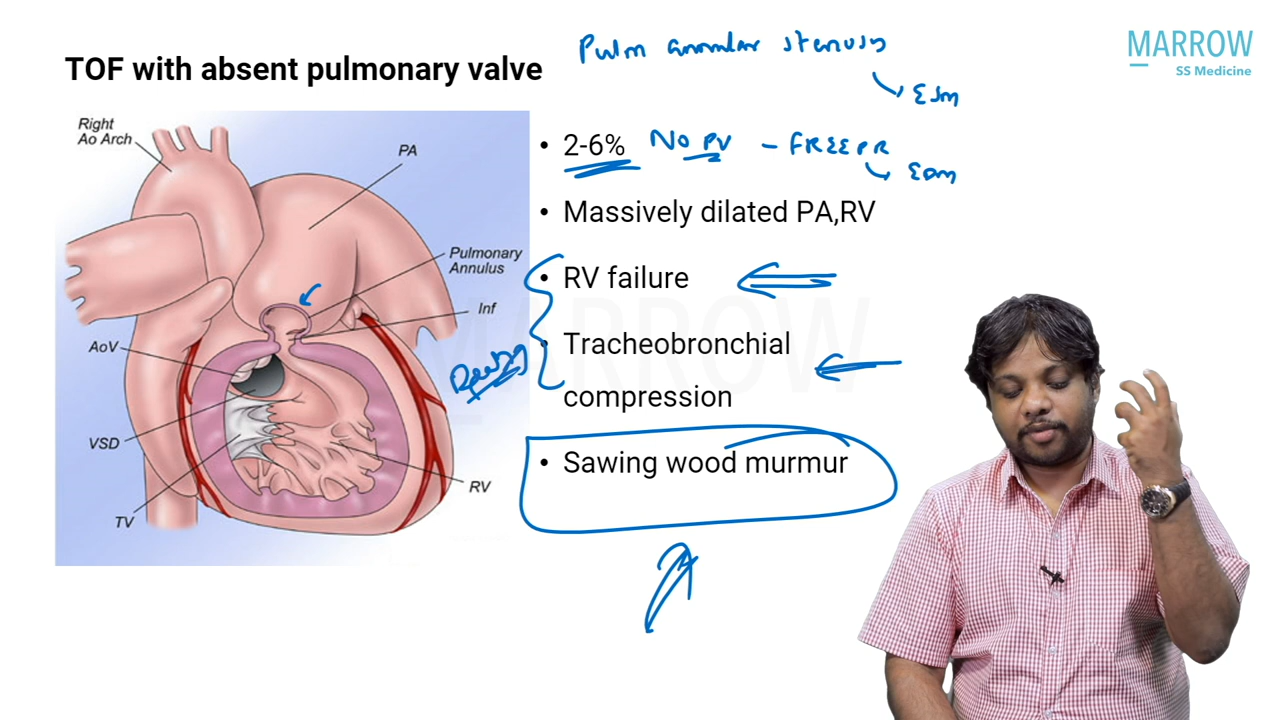 Pulm annular stenosis
MARROW
SS Medicine
TOF with absent pulmonary valve
ESM
Right
Ao Arch
PA
• 2-6% No PV - FREE PR
EDM
• Massively dilated PA,RV
Pulmonary
Annulus
• RV failure
Inf
AoV
• Tracheobronchial
compression
VSD
• Sawing wood murmur
RV
TV
MARROW